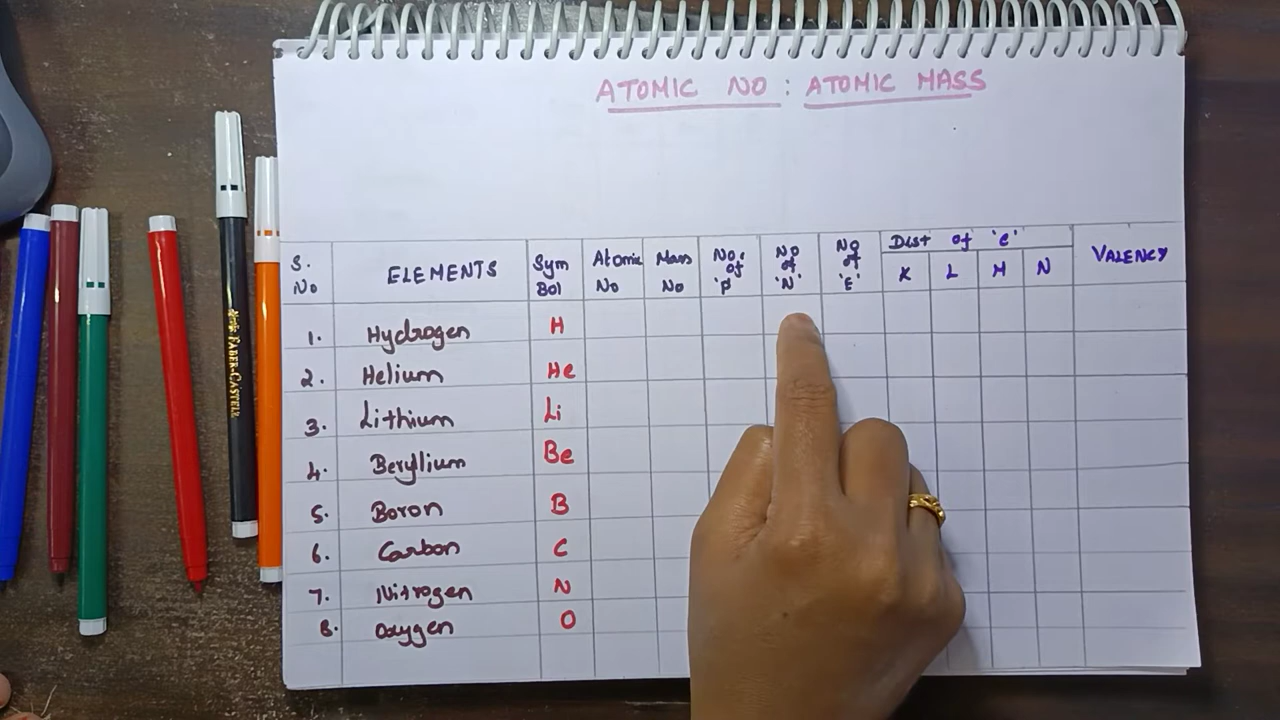 ATOMIC NO : ATOMIC MASS
S. No ELEMENTS Sym Bol Atomic No Mass No No. of 'P' No of 'N' No of 'E' Dist of 'e' K L M N VALENCY
1. Hydrogen H
2. Helium He
3. Lithium Li
4. Beryllium Be
5. Boron B
6. Carbon C
7. Nitrogen N
8. Oxygen O
FABER-CASTELL